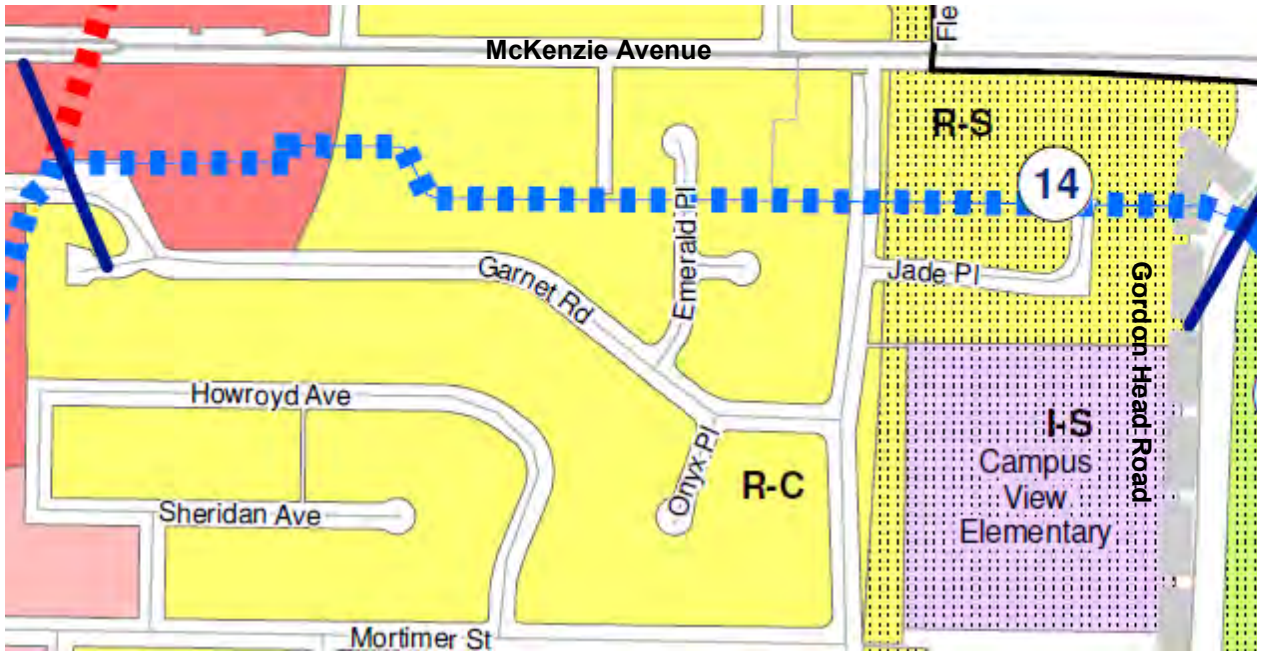 Fle
McKenzie Avenue
R-S
14
Emerald Pl
Garnet Rd
Jade Pl
Gordon Head Road
Howroyd Ave
Onyx Pl
R-C
I-S
Campus
View
Elementary
Sheridan Ave
Mortimer St